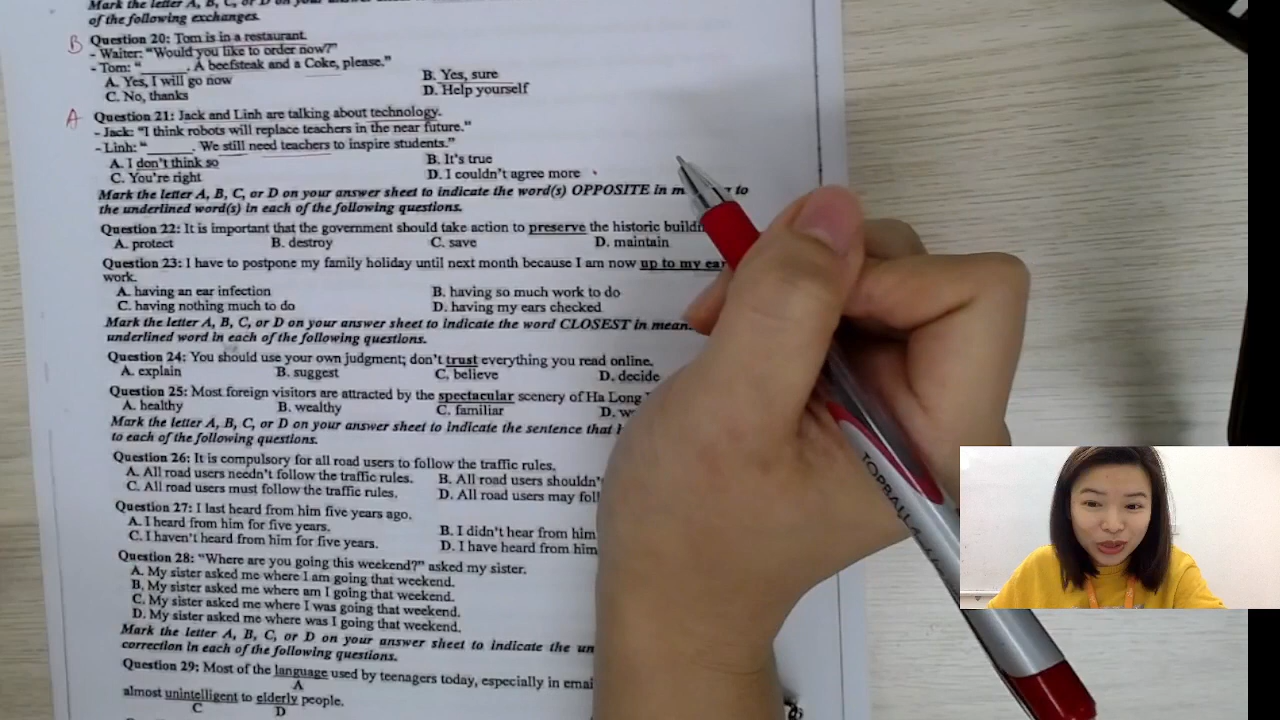 Mark the letter A, B, C, or D on your answer
of the following exchanges.
B Question 20: Tom is in a restaurant.
- Waiter: "Would you like to order now?"
- Tom: "______. A beefsteak and a Coke, please."
A. Yes, I will go now B. Yes, sure
C. No, thanks D. Help yourself
A Question 21: Jack and Linh are talking about technology.
- Jack: "I think robots will replace teachers in the near future."
- Linh: "______. We still need teachers to inspire students."
A. I don't think so B. It's true
C. You're right D. I couldn't agree more
Mark the letter A, B, C, or D on your answer sheet to indicate the word(s) OPPOSITE in to
the underlined word(s) in each of the following questions.
Question 22: It is important that the government should take action to preserve the historic
A. protect B. destroy C. save D. maintain
Question 23: I have to postpone my family holiday until next month because I am now up to my
work.
A. having an ear infection B. having so much work to do
C. having nothing much to do D. having my ears checked
Mark the letter A, B, C, or D on your answer sheet to indicate the word CLOSEST in
underlined word in each of the following questions.
Question 24: You should use your own judgment; don't trust everything you read online.
A. explain B. suggest C, believe D. decide
Question 25: Most foreign visitors are attracted by the spectacular scenery of Ha Long
A. healthy B. wealthy C. familiar D.
Mark the letter A, B, C, or D on your answer sheet to indicate the sentence that
to each of the following questions.
Question 26: It is compulsory for all road users to follow the traffic rules.
A. All road users needn't follow the traffic rules. B. All road users
C. All road users must follow the traffic rules. D. All road users may
Question 27: I last heard from him five years ago.
A. I heard from him for five years. B. I didn't hear from him
C. I haven't heard from him for five years. D. I have heard from him
Question 28: "Where are you going this weekend?" asked my sister.
A. My sister asked me where I am going that weekend.
B, My sister asked me where am I going that weekend.
C. My sister asked me where I was going that weekend.
D. My sister asked me where was I going that weekend.
Mark the letter A, B, C, or D on your answer sheet to indicate the
correction in each of the following questions.
Question 29: Most of the language used by teenagers today, especially in
A
almost unintelligent to elderly people.
C D
TOPBALL